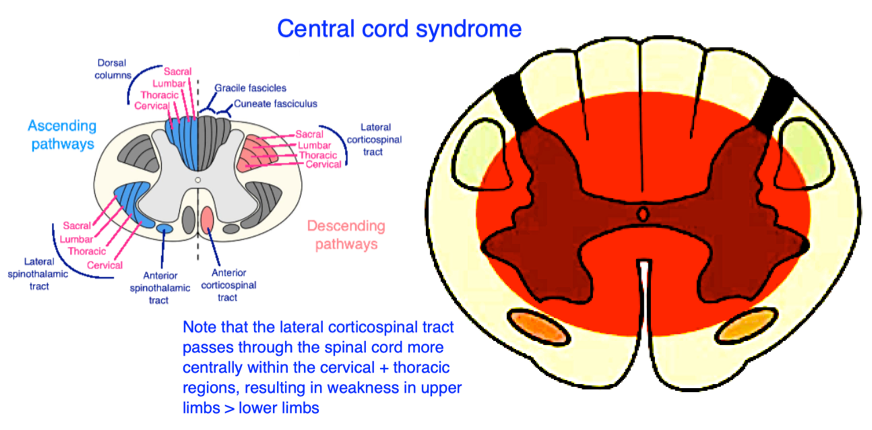 Central cord syndrome
Dorsal
columns
Sacral
Lumbar
Thoracic
Cervical
Gracile fascicles
Cuneate fasciculus
Ascending
pathways
Sacral
Lumbar
Thoracic
Cervical
Lateral
corticospinal
tract
Descending
pathways
Sacral
Lumbar
Thoracic
Cervical
Lateral
spinothalamic
tract
Anterior
spinothalamic
tract
Anterior
corticospinal
tract
Note that the lateral corticospinal tract
passes through the spinal cord more
centrally within the cervical + thoracic
regions, resulting in weakness in upper
limbs > lower limbs